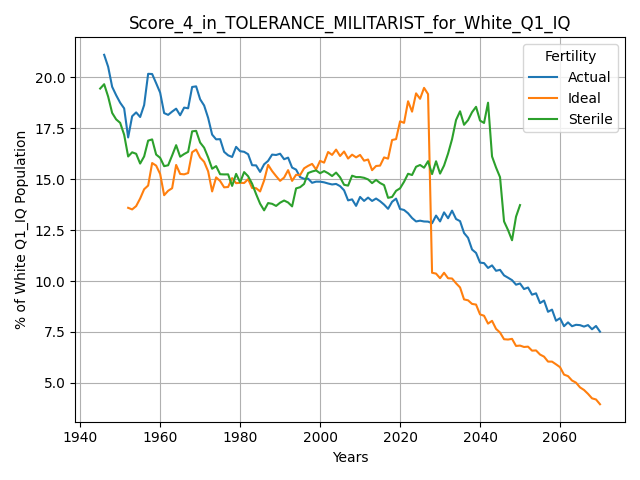 Score_4_in_TOLERANCE_MILITARIST_for_White_Q1_IQ
Fertility
Actual
Ideal
Sterile
% of White Q1_IQ Population
20.0
17.5
15.0
12.5
10.0
7.5
5.0
1940 1960 1980 2000 2020 2040 2060
Years